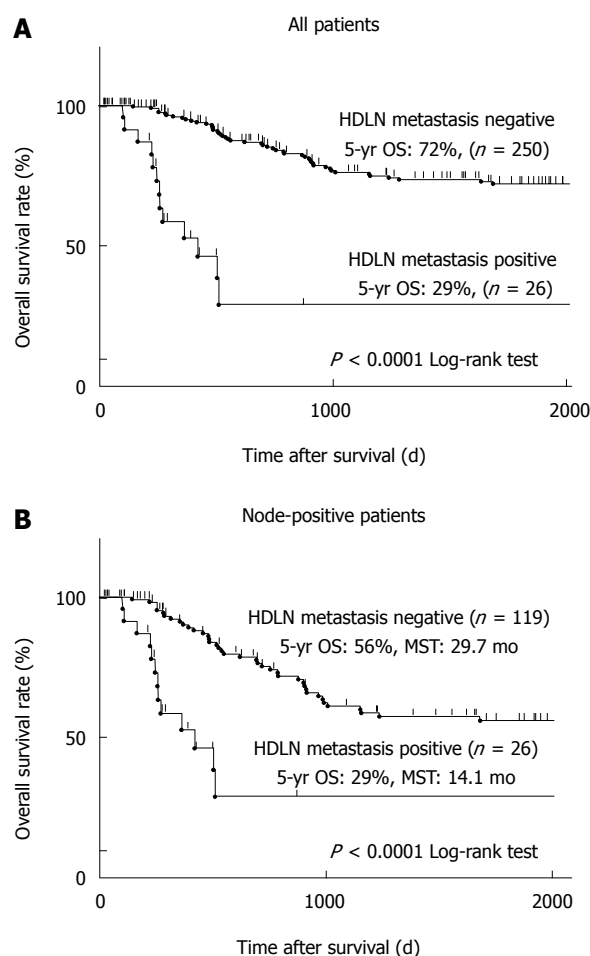 A
All patients
Overall survival rate (%)
100
50
0
HDLN metastasis negative
5-yr OS: 72%, (n = 250)
HDLN metastasis positive
5-yr OS: 29%, (n = 26)
P < 0.0001 Log-rank test
0
1000
2000
Time after survival (d)
B
Node-positive patients
Overall survival rate (%)
100
50
0
HDLN metastasis negative (n = 119)
5-yr OS: 56%, MST: 29.7 mo
HDLN metastasis positive (n = 26)
5-yr OS: 29%, MST: 14.1 mo
P < 0.0001 Log-rank test
0
1000
2000
Time after survival (d)